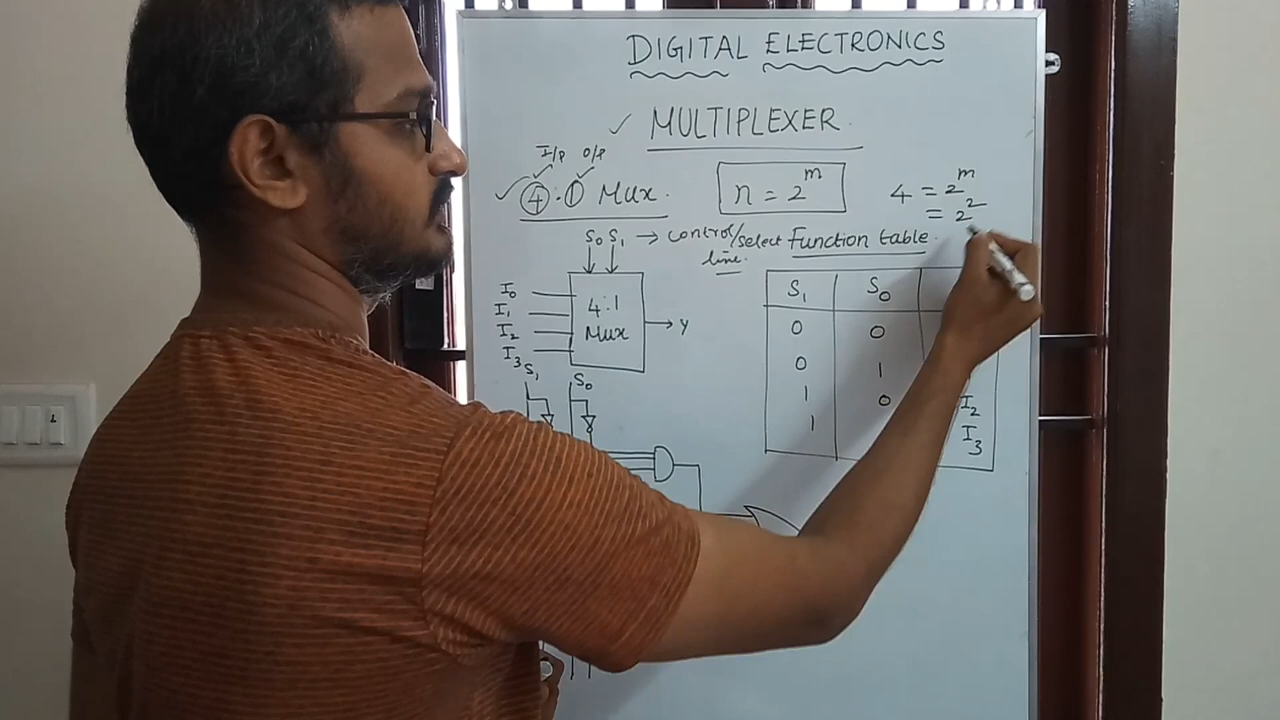 DIGITAL ELECTRONICS
✓ MULTIPLEXER
I/P O/P
4:1 Mux.
n = 2^m
4 = 2^m
= 2^2
S0 S1 → control/select line.
Function table.
I0
I1
I2
I3
4:1
Mux
Y
S1 S0
0 0
0 1
1 0 I2
1 I3
S1 S0